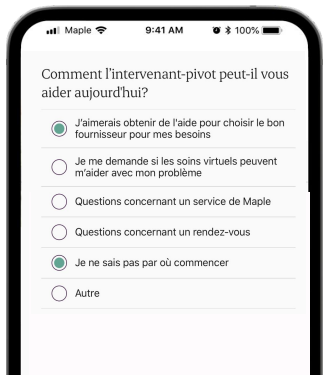 Maple 9:41 AM 100%
Comment l'intervenant-pivot peut-il vous
aider aujourd'hui?
J'aimerais obtenir de l'aide pour choisir le bon
fournisseur pour mes besoins
Je me demande si les soins virtuels peuvent
m'aider avec mon problème
Questions concernant un service de Maple
Questions concernant un rendez-vous
Je ne sais pas par où commencer
Autre